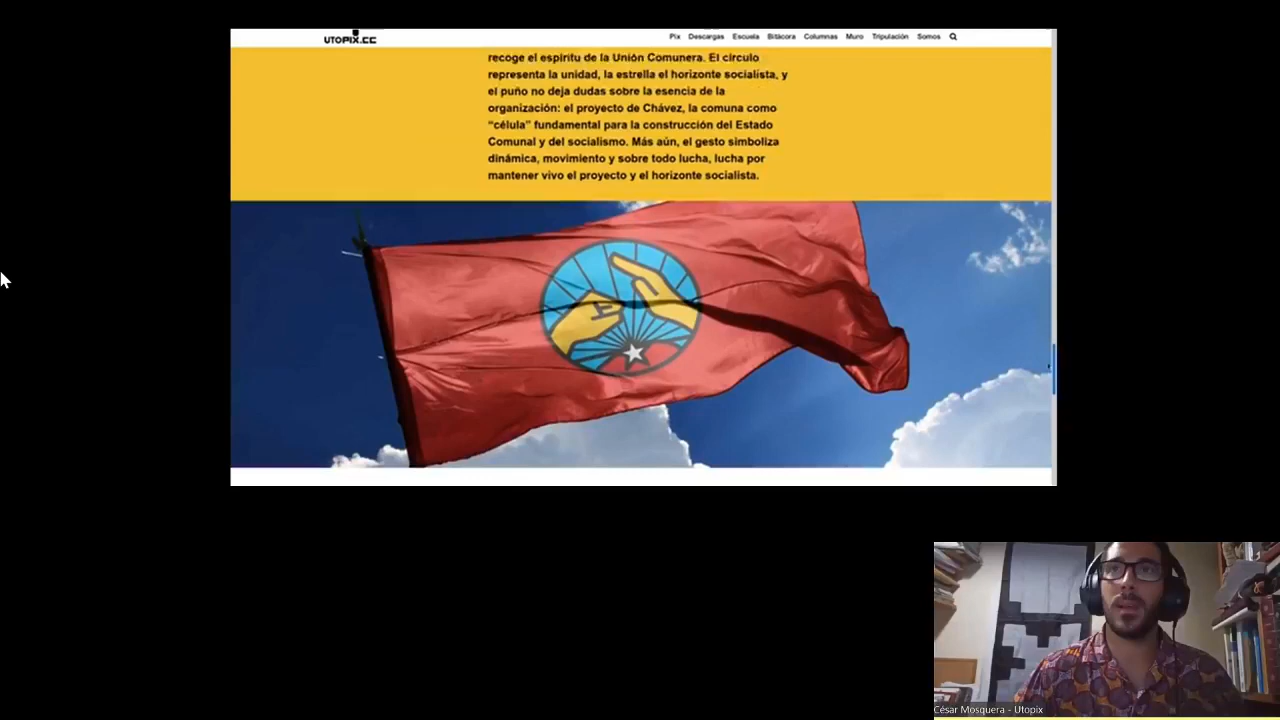 UTOPIX.CC
Pix Descargas Escuela Bitácora Columnas Muro Tripulación Somos
recoge el espíritu de la Unión Comunera. El círculo
representa la unidad, la estrella el horizonte socialista, y
el puño no deja dudas sobre la esencia de la
organización: el proyecto de Chávez, la comuna como
“célula” fundamental para la construcción del Estado
Comunal y del socialismo. Más aún, el gesto simboliza
dinámica, movimiento y sobre todo lucha, lucha por
mantener vivo el proyecto y el horizonte socialista.
César Mosquera - Utopix